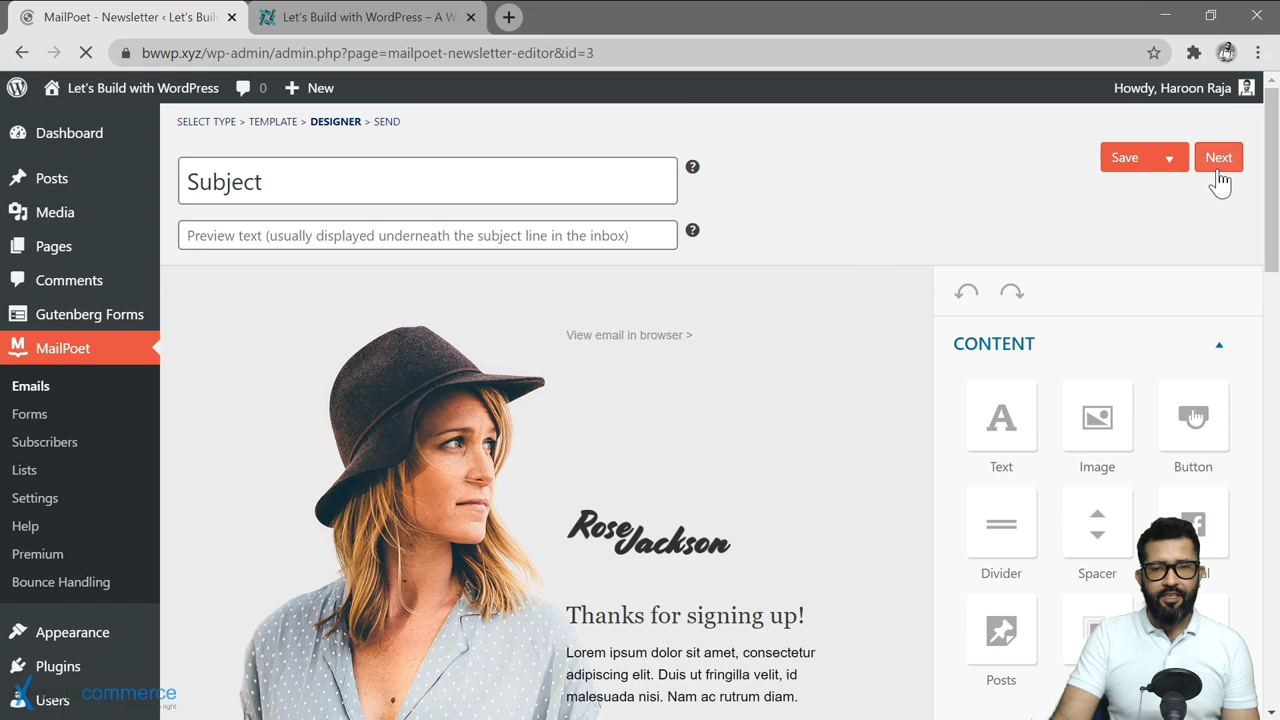 MailPoet - Newsletter ‹ Let's Buil
Let's Build with WordPress – A W
bwwp.xyz/wp-admin/admin.php?page=mailpoet-newsletter-editor&id=3
Let's Build with WordPress
0
New
Howdy, Haroon Raja
Dashboard
Posts
Media
Pages
Comments
Gutenberg Forms
MailPoet
Emails
Forms
Subscribers
Lists
Settings
Help
Premium
Bounce Handling
Appearance
Plugins
Users
commerce
right
SELECT TYPE > TEMPLATE > DESIGNER > SEND
Subject
Preview text (usually displayed underneath the subject line in the inbox)
Save
Next
View email in browser >
Rose
Jackson
Thanks for signing up!
Lorem ipsum dolor sit amet, consectetur
adipiscing elit. Duis ut fringilla velit, id
malesuada nisi. Nam ac rutrum diam.
CONTENT
Text
Image
Button
Divider
Spacer
Posts